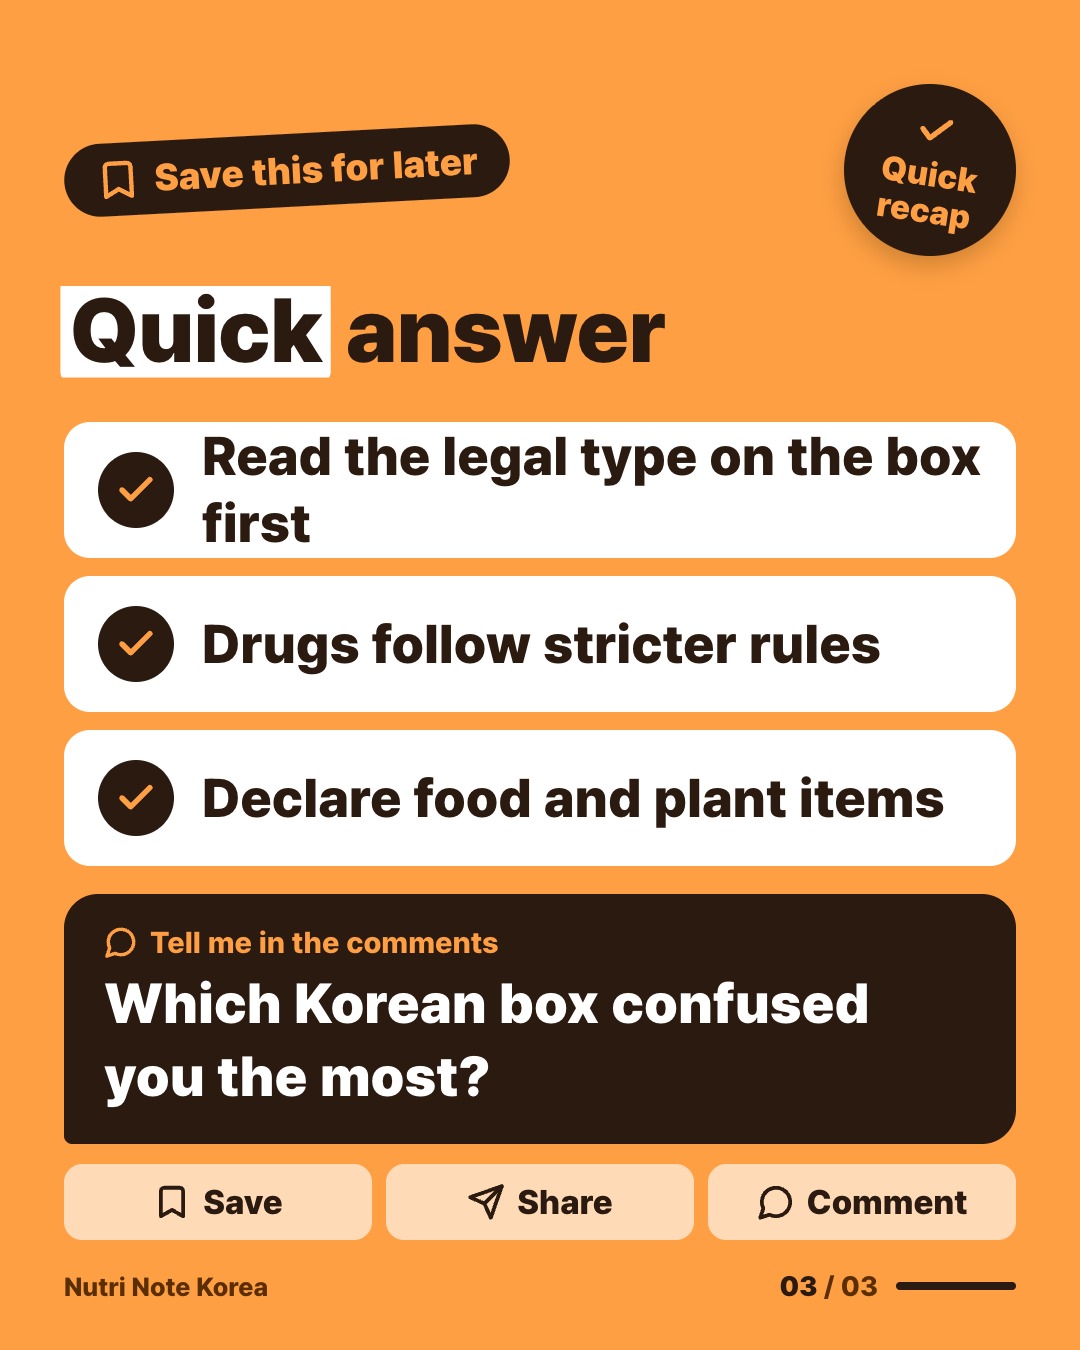 Save this for later
Quick
recap
Quick answer
Read the legal type on the box
first
Drugs follow stricter rules
Declare food and plant items
Tell me in the comments
Which Korean box confused
you the most?
Save
Share
Comment
Nutri Note Korea
03 / 03